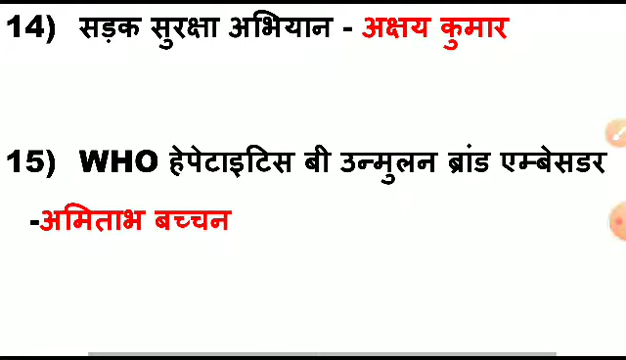 14) सड़क सुरक्षा अभियान - अक्षय कुमार
15) WHO हेपेटाइटिस बी उन्मुलन ब्रांड एम्बेसडर
-अमिताभ बच्चन